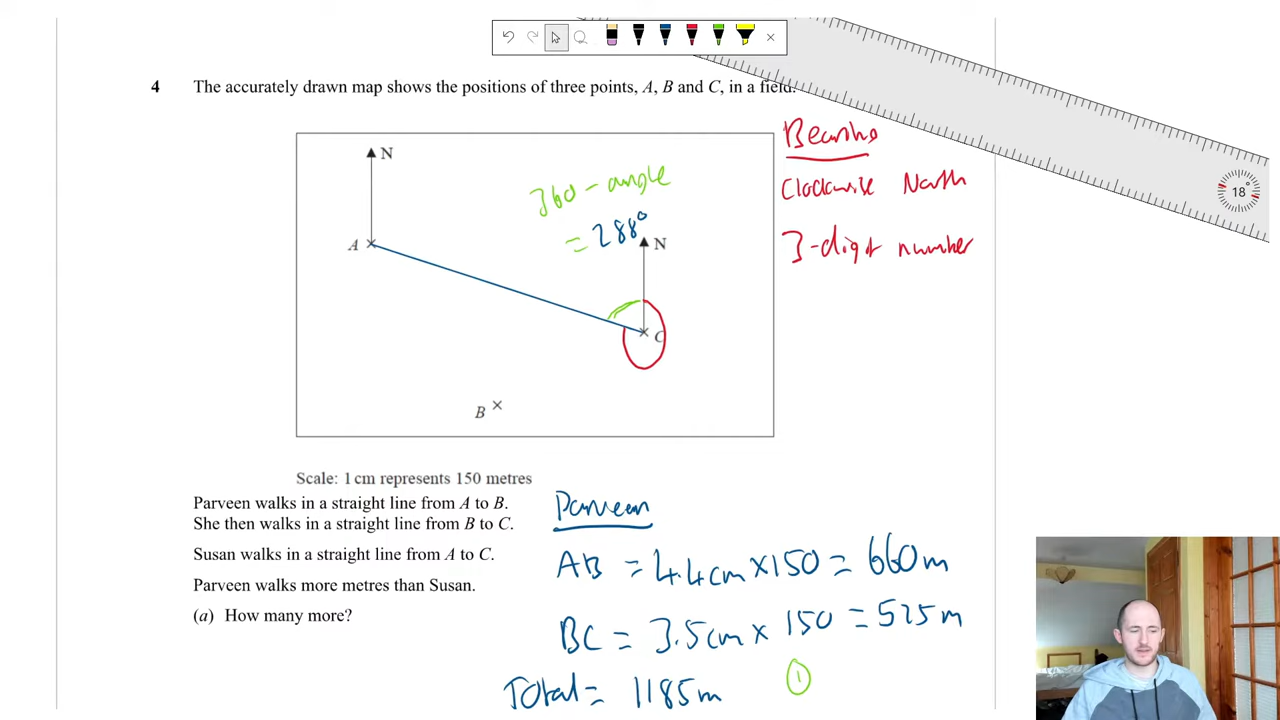 4 The accurately drawn map shows the positions of three points, A, B and C, in a field.
Bearings
Clockwise North
3-digit number
N
360 - angle
= 288°
N
A
C
B
18°
Scale: 1 cm represents 150 metres
Parveen walks in a straight line from A to B.
She then walks in a straight line from B to C.
Susan walks in a straight line from A to C.
Parveen walks more metres than Susan.
(a) How many more?
Parveen
AB = 4.4cm x 150 = 660m
BC = 3.5cm x 150 = 525m
Total = 1185m
1